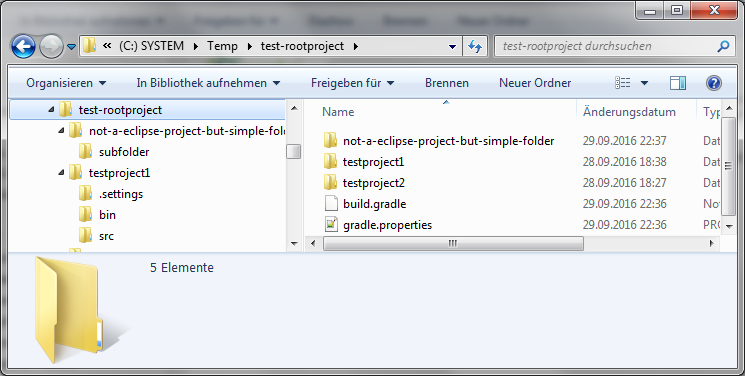 « (C:) SYSTEM Temp test-rootproject
test-rootproject durchsuchen
Organisieren In Bibliothek aufnehmen Freigeben für Brennen Neuer Ordner
test-rootproject
not-a-eclipse-project-but-simple-fol
subfolder
testproject1
.settings
bin
src
Name Änderungsdatum Typ
not-a-eclipse-project-but-simple-folder 29.09.2016 22:37 Dat
testproject1 28.09.2016 18:38 Dat
testproject2 28.09.2016 18:27 Dat
build.gradle 29.09.2016 22:36 No
gradle.properties 29.09.2016 22:36 PRO
5 Elemente